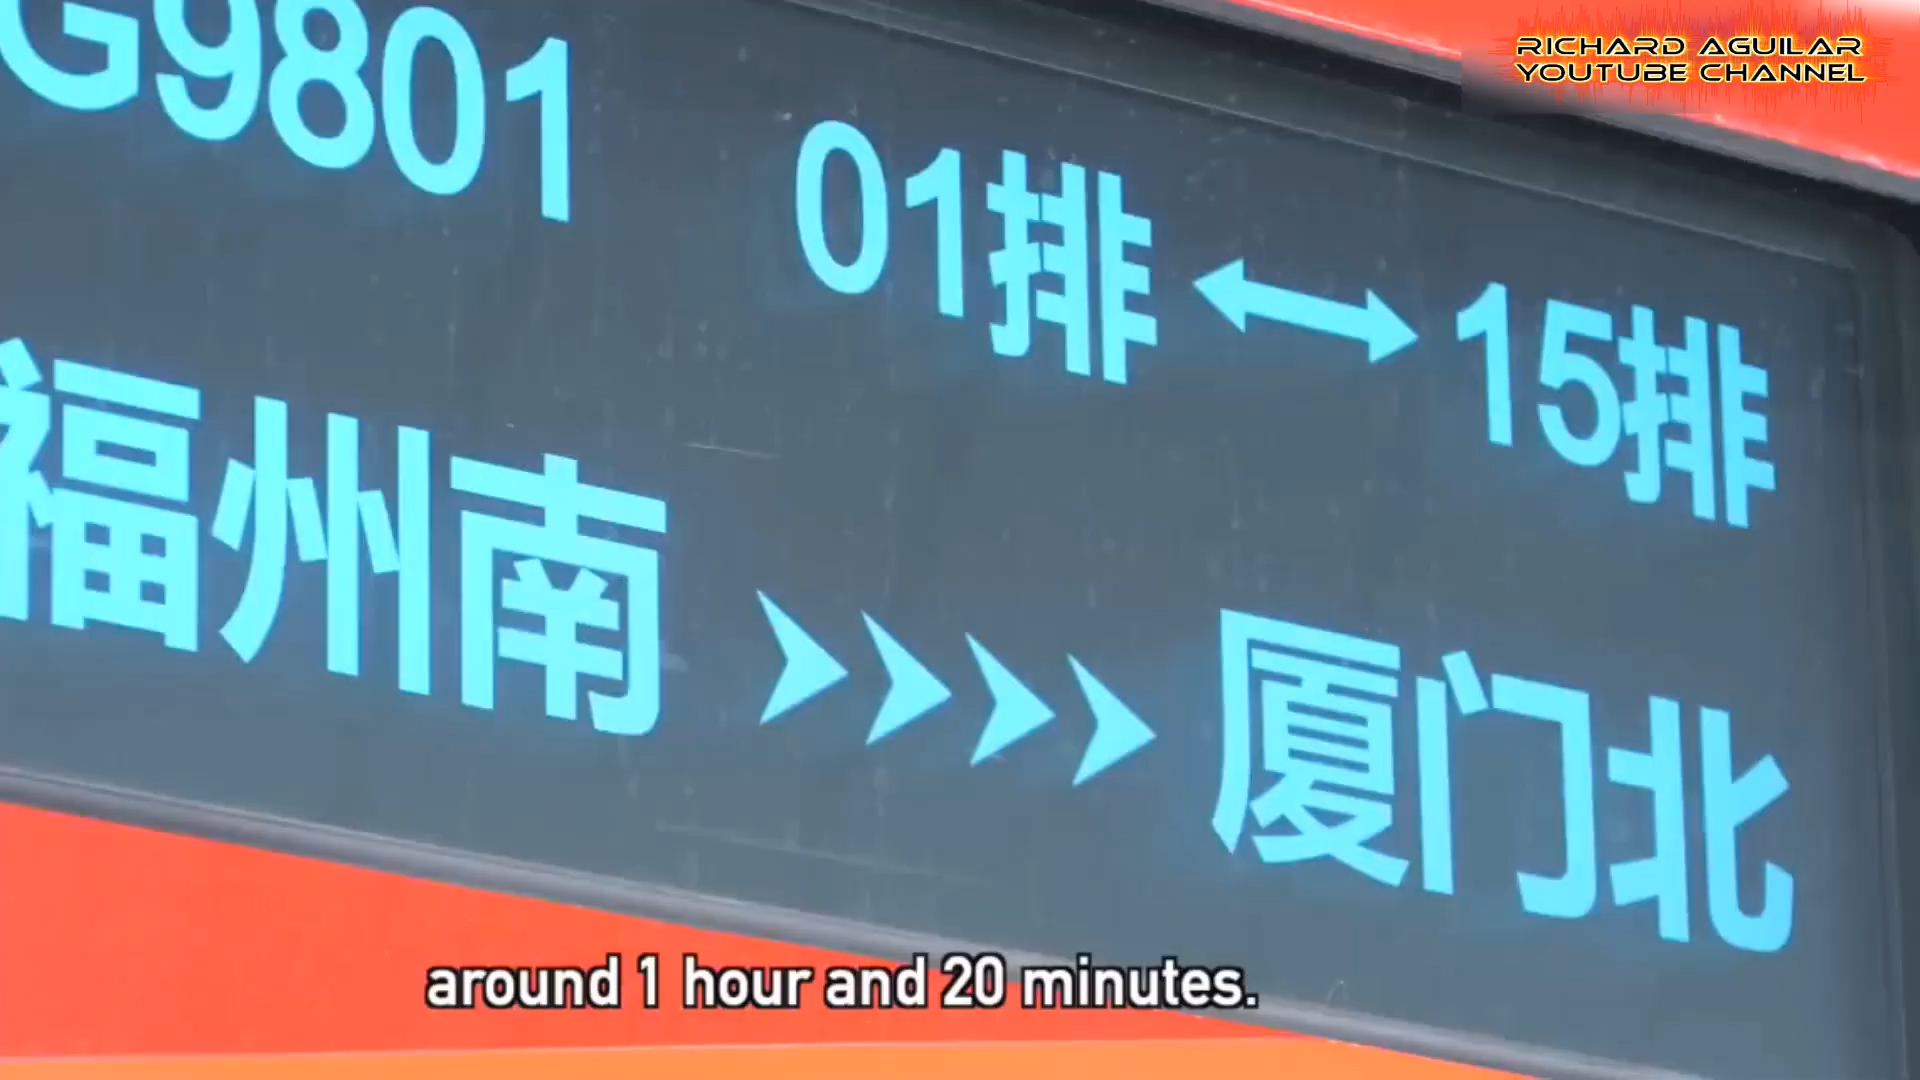 RICHARD AGUILAR
YOUTUBE CHANNEL
G9801
01排 ↔ 15排
福州南 >>>> 厦门北
around 1 hour and 20 minutes.